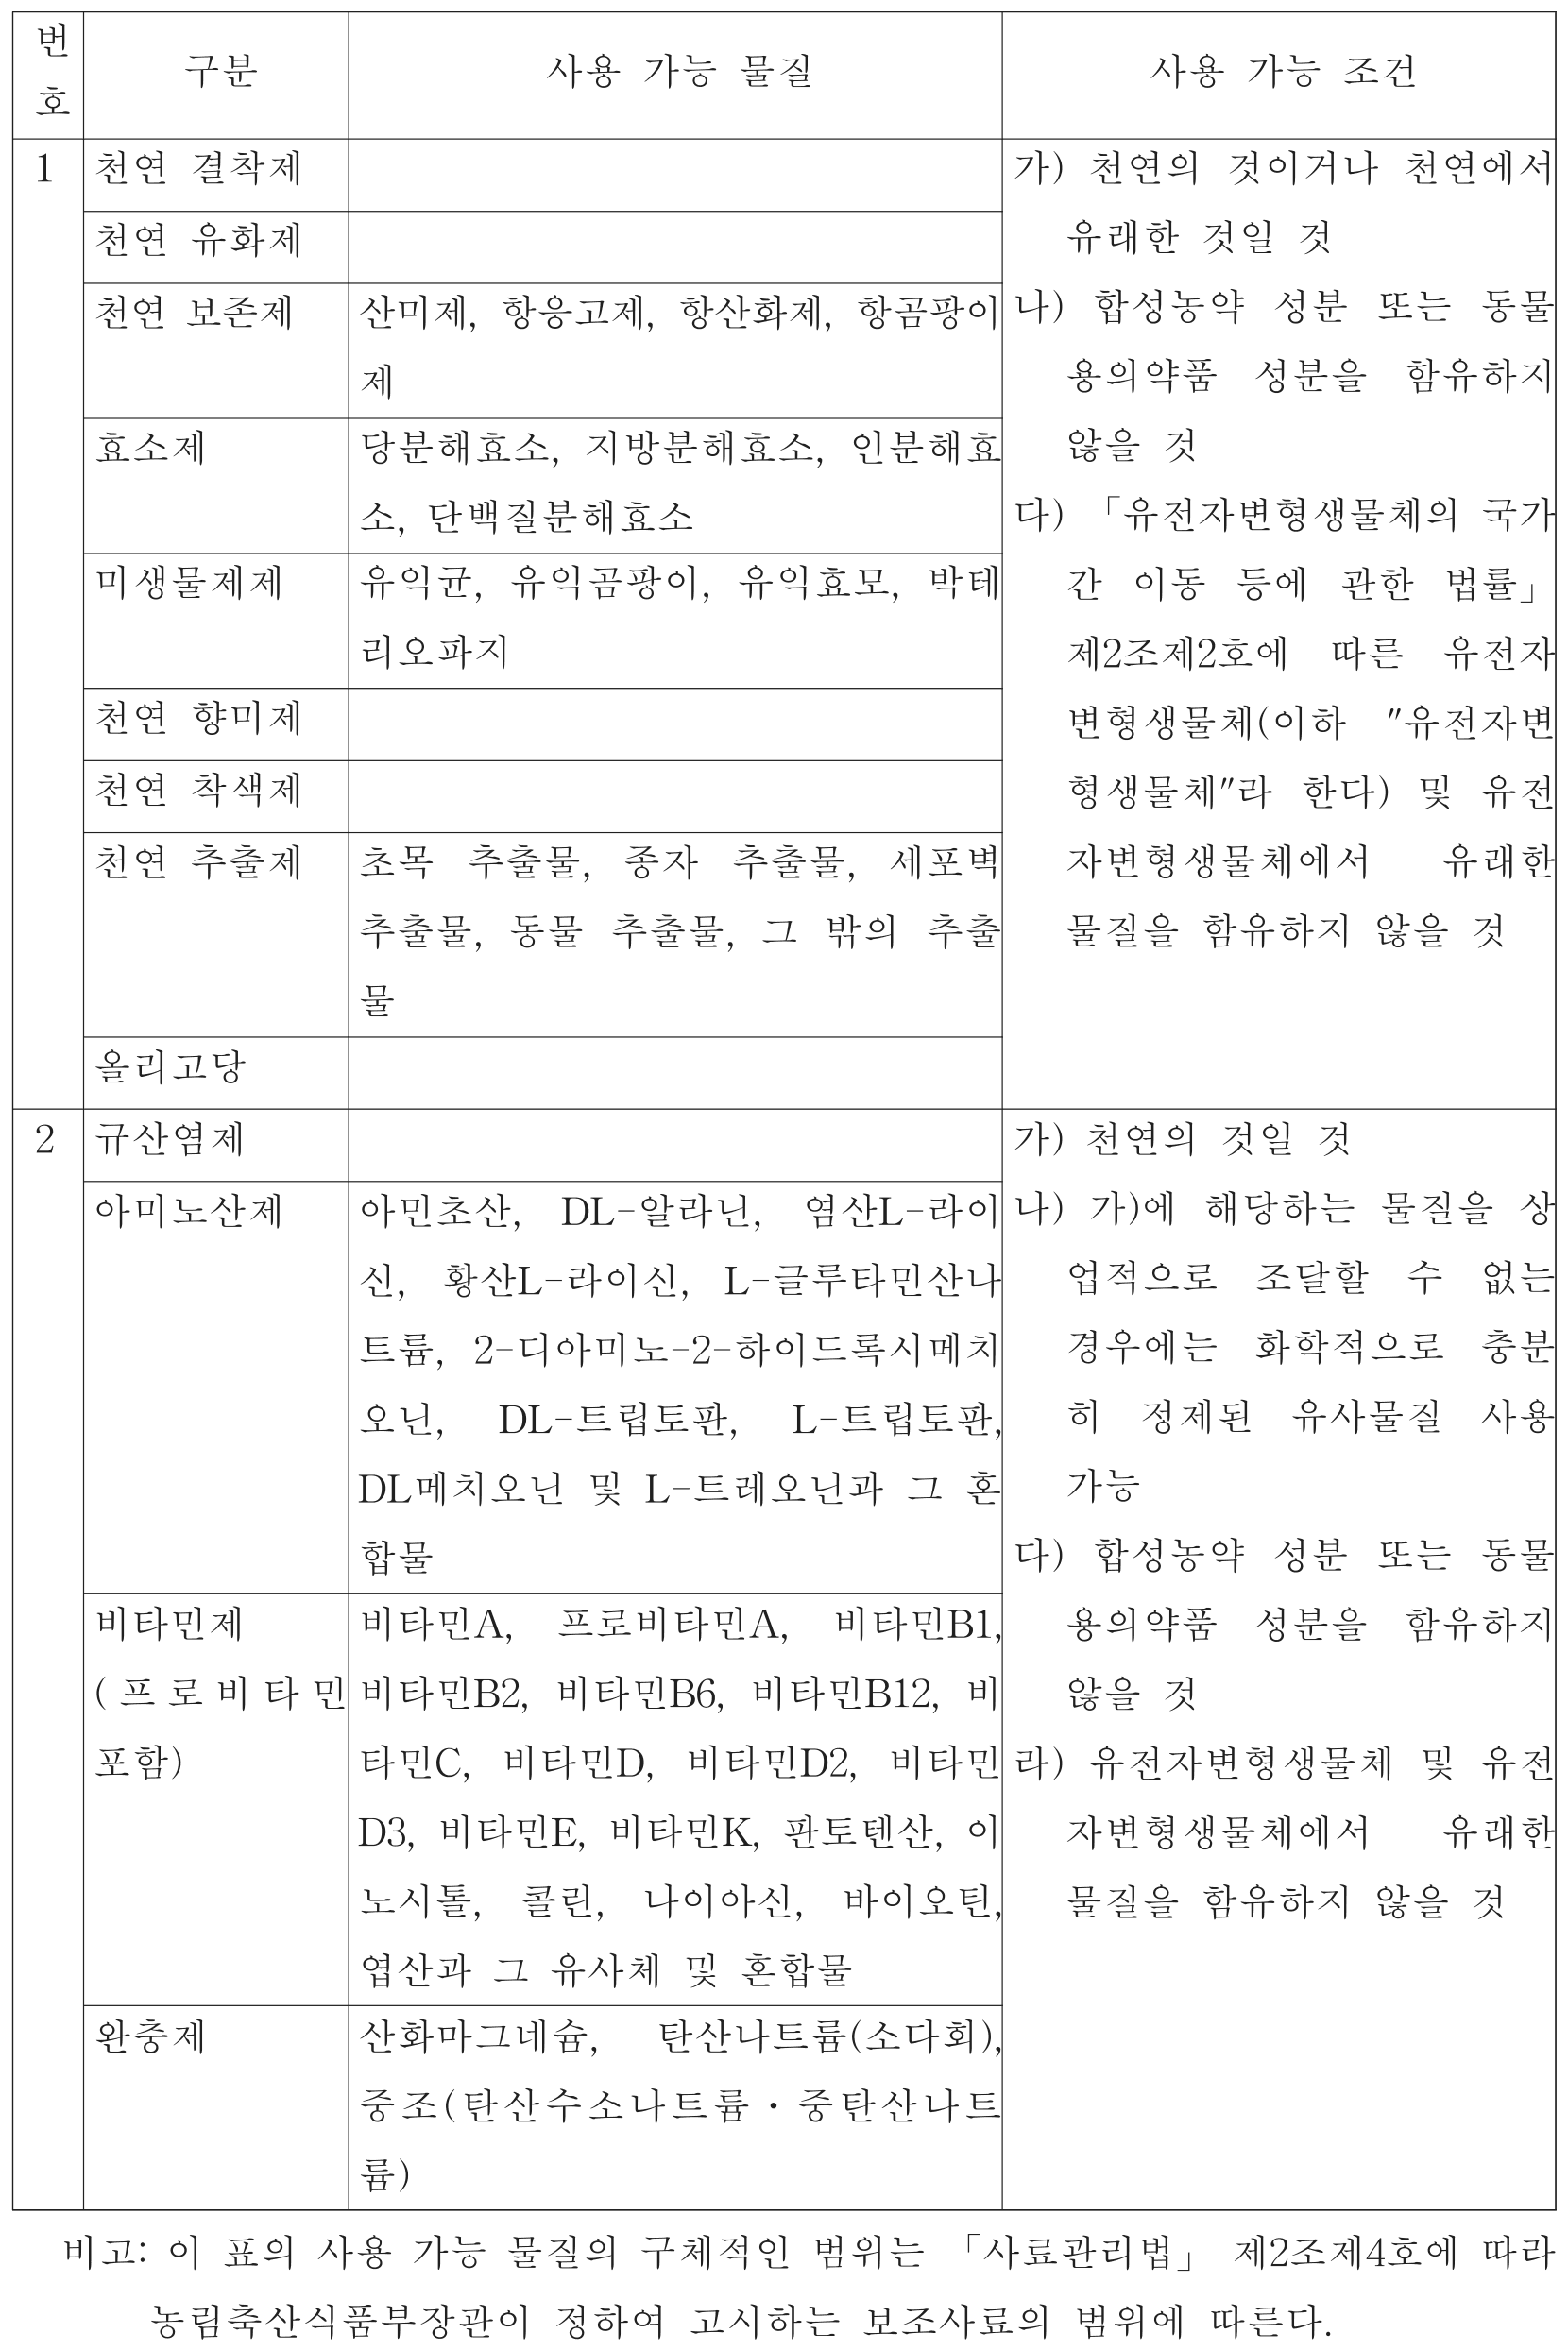 번
호
구분
사용 가능 물질
사용 가능 조건
1
천연 결착제
천연 유화제
천연 보존제
산미제, 항응고제, 항산화제, 항곰팡이
제
효소제
당분해효소, 지방분해효소, 인분해효
소, 단백질분해효소
미생물제제
유익균, 유익곰팡이, 유익효모, 박테
리오파지
천연 향미제
천연 착색제
천연 추출제
초목 추출물, 종자 추출물, 세포벽
추출물, 동물 추출물, 그 밖의 추출
물
올리고당
가) 천연의 것이거나 천연에서
유래한 것일 것
나) 합성농약 성분 또는 동물
용의약품 성분을 함유하지
않을 것
다) 「유전자변형생물체의 국가
간 이동 등에 관한 법률」
제2조제2호에 따른 유전자
변형생물체(이하 "유전자변
형생물체"라 한다) 및 유전
자변형생물체에서 유래한
물질을 함유하지 않을 것
2
규산염제
아미노산제
아민초산, DL-알라닌, 염산L-라이
신, 황산L-라이신, L-글루타민산나
트륨, 2-디아미노-2-하이드록시메치
오닌, DL-트립토판, L-트립토판,
DL메치오닌 및 L-트레오닌과 그 혼
합물
비타민제
(프로비타민
포함)
비타민A, 프로비타민A, 비타민B1,
비타민B2, 비타민B6, 비타민B12, 비
타민C, 비타민D, 비타민D2, 비타민
D3, 비타민E, 비타민K, 판토텐산, 이
노시톨, 콜린, 나이아신, 바이오틴,
엽산과 그 유사체 및 혼합물
완충제
산화마그네슘, 탄산나트륨(소다회),
중조(탄산수소나트륨·중탄산나트
륨)
가) 천연의 것일 것
나) 가)에 해당하는 물질을 상
업적으로 조달할 수 없는
경우에는 화학적으로 충분
히 정제된 유사물질 사용
가능
다) 합성농약 성분 또는 동물
용의약품 성분을 함유하지
않을 것
라) 유전자변형생물체 및 유전
자변형생물체에서 유래한
물질을 함유하지 않을 것
비고: 이 표의 사용 가능 물질의 구체적인 범위는 「사료관리법」 제2조제4호에 따라
농림축산식품부장관이 정하여 고시하는 보조사료의 범위에 따른다.